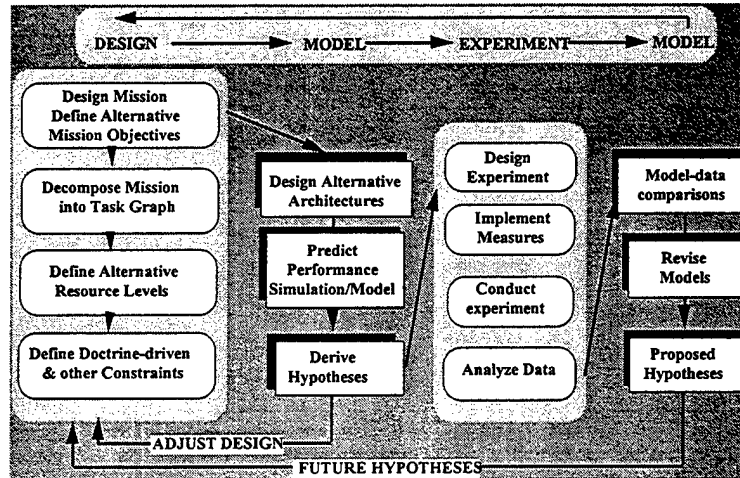 DESIGN MODEL EXPERIMENT MODEL
Design Mission
Define Alternative
Mission Objectives
Decompose Mission
into Task Graph
Define Alternative
Resource Levels
Define Doctrine-driven
& other Constraints
Design Alternative
Architectures
Predict
Performance
Simulation/Model
Derive
Hypotheses
Design
Experiment
Implement
Measures
Conduct
experiment
Analyze Data
Model-data
comparisons
Revise
Models
Proposed
Hypotheses
ADJUST DESIGN
FUTURE HYPOTHESES